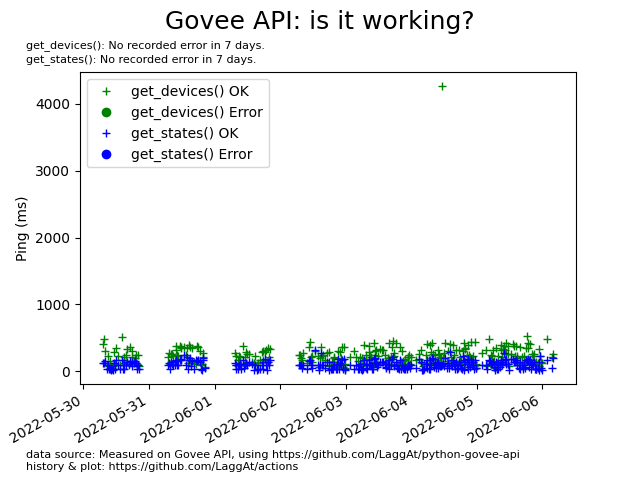 Govee API: is it working?
get_devices(): No recorded error in 7 days.
get_states(): No recorded error in 7 days.
get_devices() OK
get_devices() Error
get_states() OK
get_states() Error
Ping (ms)
4000
3000
2000
1000
0
2022-05-30
2022-05-31
2022-06-01
2022-06-02
2022-06-03
2022-06-04
2022-06-05
2022-06-06
data source: Measured on Govee API, using https://github.com/LaggAt/python-govee-api
history & plot: https://github.com/LaggAt/actions